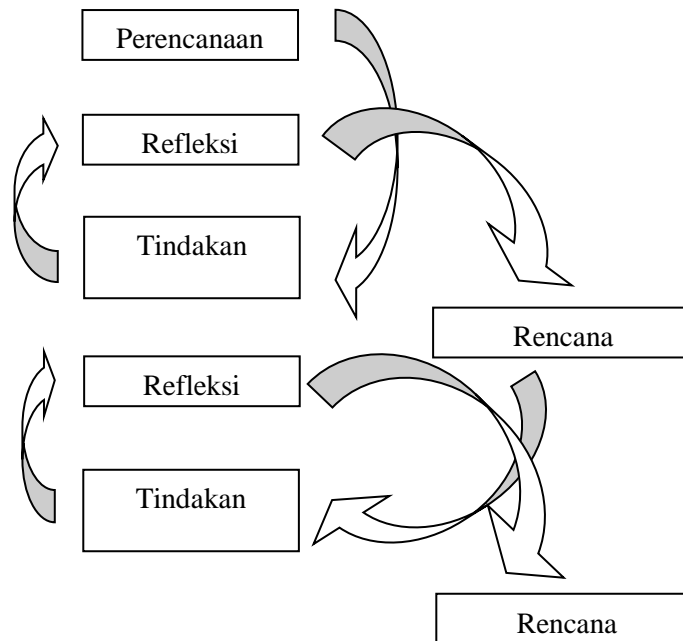 Perencanaan
Refleksi
Tindakan
Rencana
Refleksi
Tindakan
Rencana